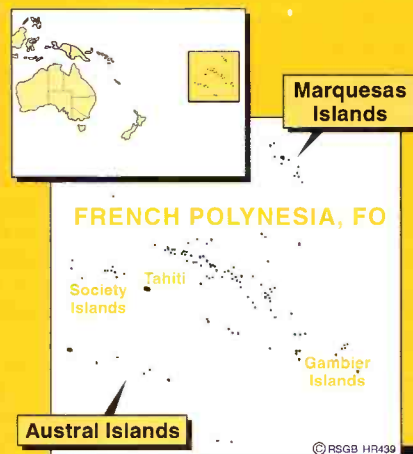 Marquesas
Islands
FRENCH POLYNESIA, FO
Tahiti
Society
Islands
Gambier
Islands
Austral Islands
© RSGB HR439